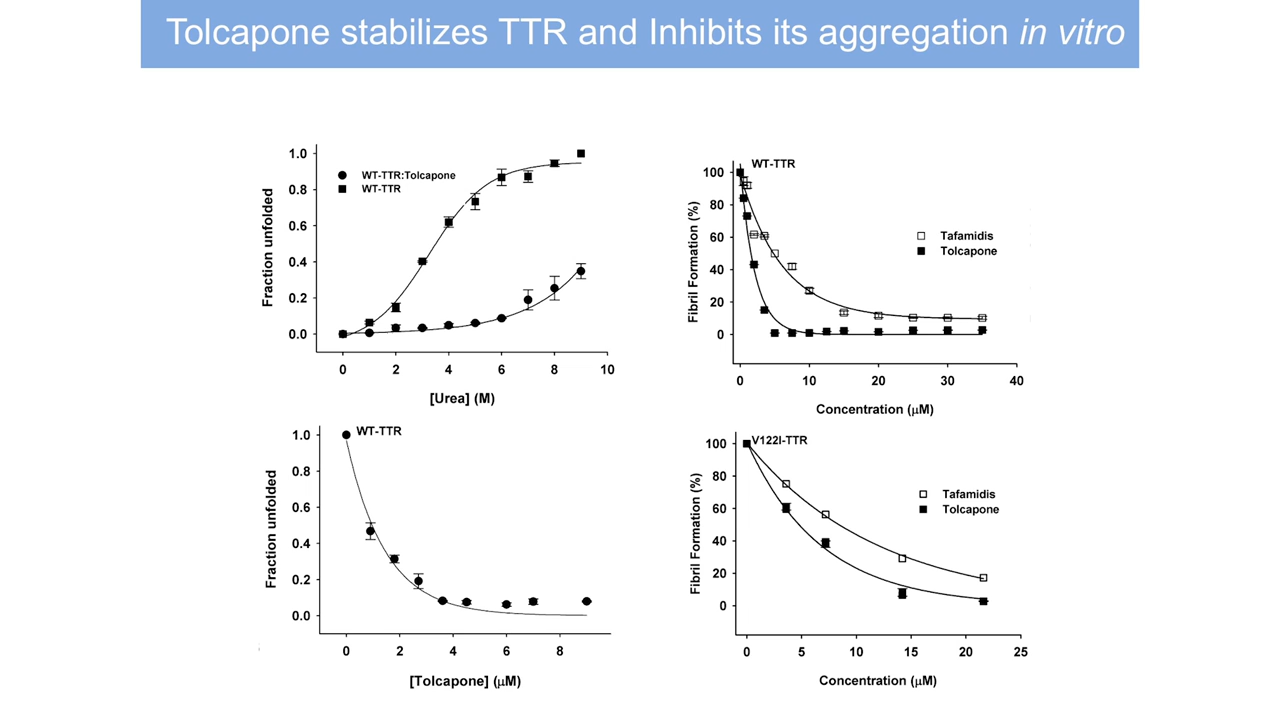 Tolcapone stabilizes TTR and Inhibits its aggregation in vitro
1.0
0.8
0.6
0.4
0.2
0.0
Fraction unfolded
WT-TTR:Tolcapone
WT-TTR
0 2 4 6 8 10
[Urea] (M)
WT-TTR
100
80
60
40
20
0
Fibril Formation (%)
Tafamidis
Tolcapone
0 10 20 30 40
Concentration (μM)
WT-TTR
1.0
0.8
0.6
0.4
0.2
0.0
Fraction unfolded
0 2 4 6 8
[Tolcapone] (μM)
V122I-TTR
100
80
60
40
20
0
Fibril Formation (%)
Tafamidis
Tolcapone
0 5 10 15 20 25
Concentration (μM)